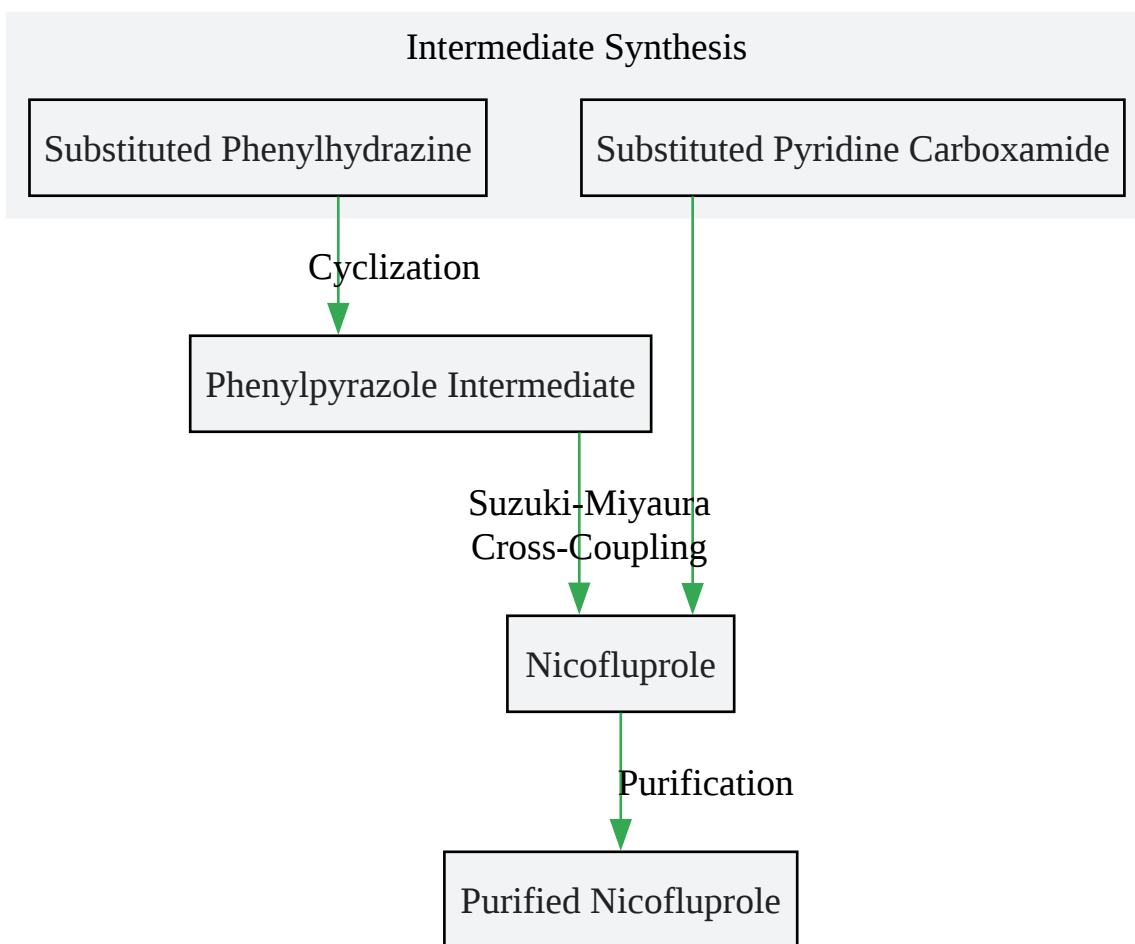 Intermediate Synthesis
Substituted Phenylhydrazine
Substituted Pyridine Carboxamide
Cyclization
Phenylpyrazole Intermediate
Suzuki-Miyaura
Cross-Coupling
Nicofluprole
Purification
Purified Nicofluprole